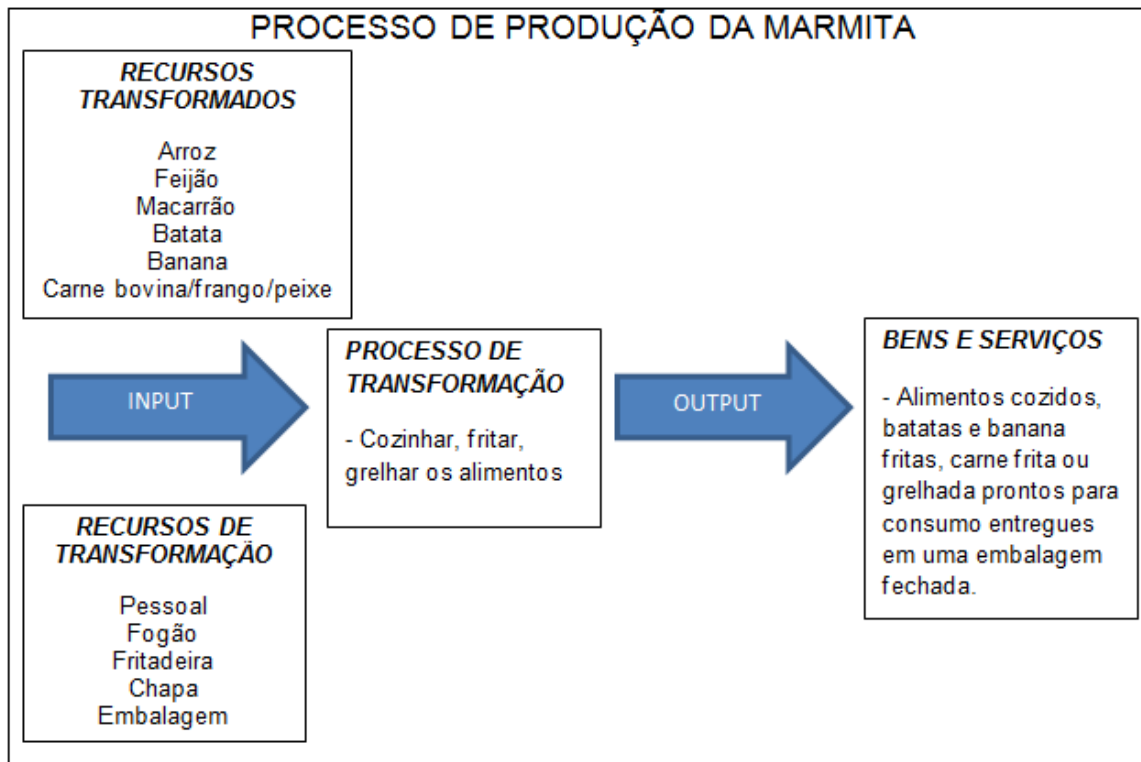 PROCESSO DE PRODUÇÃO DA MARMITA
RECURSOS
TRANSFORMADOS
Arroz
Feijão
Macarrão
Batata
Banana
Carne bovina/frango/peixe
INPUT
RECURSOS DE
TRANSFORMAÇÃO
Pessoal
Fogão
Fritadeira
Chapa
Embalagem
PROCESSO DE
TRANSFORMAÇÃO
- Cozinhar, fritar,
grelhar os alimentos
OUTPUT
BENS E SERVIÇOS
- Alimentos cozidos,
batatas e banana
fritas, carne frita ou
grelhada prontos para
consumo entregues
em uma embalagem
fechada.